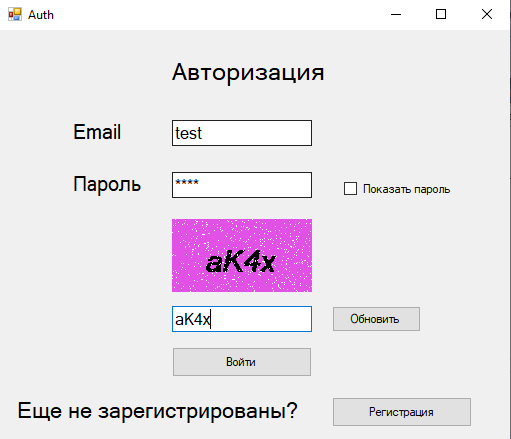 Auth
Авторизация
Email
test
Пароль
****
Показать пароль
aK4x
aK4x
Обновить
Войти
Еще не зарегистрированы?
Регистрация